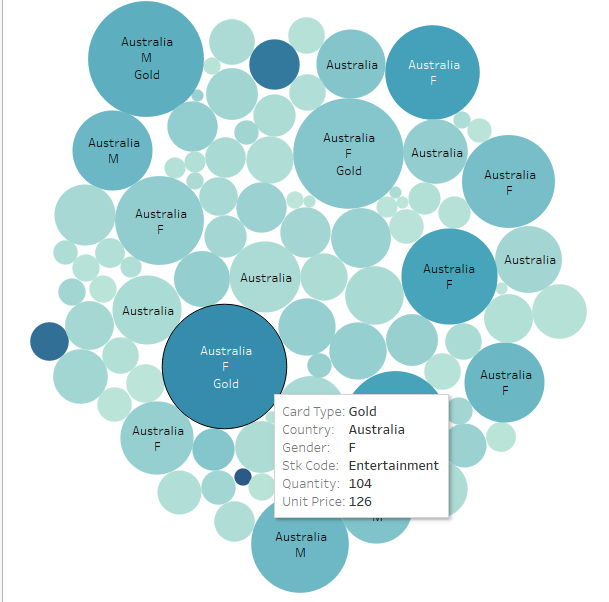 Australia
M
Gold
Australia
Australia
F
Australia
M
Australia
F
Gold
Australia
Australia
F
Australia
F
Australia
Australia
F
Australia
Australia
Australia
F
Gold
Australia
F
Card Type: Gold
Country: Australia
Gender: F
Stk Code: Entertainment
Quantity: 104
Unit Price: 126
Australia
F
M
Australia
M